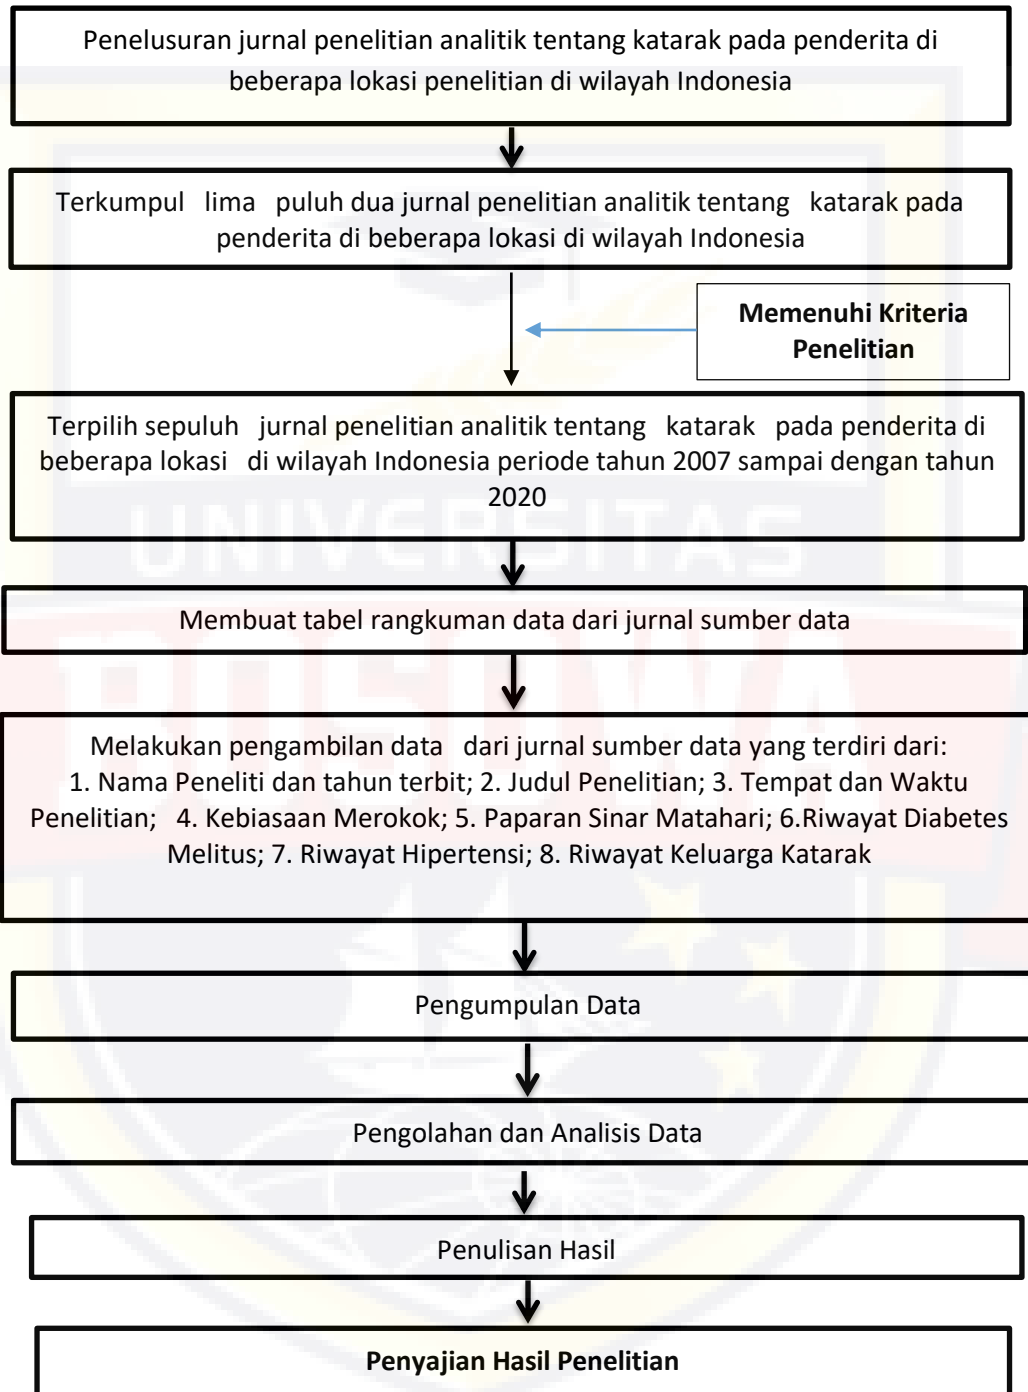 Penelusuran jurnal penelitian analitik tentang katarak pada penderita di
beberapa lokasi penelitian di wilayah Indonesia
Terkumpul lima puluh dua jurnal penelitian analitik tentang katarak pada
penderita di beberapa lokasi di wilayah Indonesia
Memenuhi Kriteria
Penelitian
Terpilih sepuluh jurnal penelitian analitik tentang katarak pada penderita di
beberapa lokasi di wilayah Indonesia periode tahun 2007 sampai dengan tahun
2020
UNIVERSITAS
Membuat tabel rangkuman data dari jurnal sumber data
BOSOWA
Melakukan pengambilan data dari jurnal sumber data yang terdiri dari:
1. Nama Peneliti dan tahun terbit; 2. Judul Penelitian; 3. Tempat dan Waktu
Penelitian; 4. Kebiasaan Merokok; 5. Paparan Sinar Matahari; 6.Riwayat Diabetes
Melitus; 7. Riwayat Hipertensi; 8. Riwayat Keluarga Katarak
Pengumpulan Data
Pengolahan dan Analisis Data
Penulisan Hasil
Penyajian Hasil Penelitian